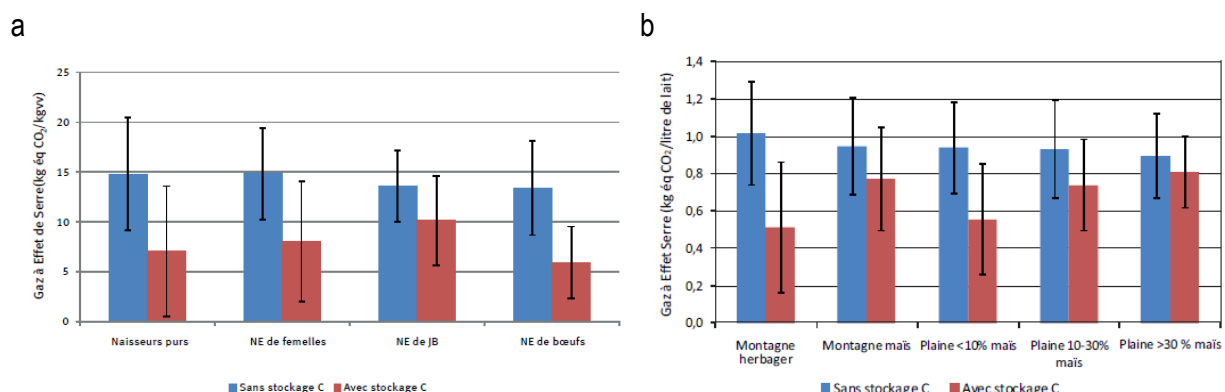 a
Gaz à Effet de Serre(kg éq CO₂/kgvv)
25
20
15
10
5
0
Naisseurs purs NE de femelles NE de JB NE de bœufs
Sans stockage C Avec stockage C
b
Gaz à Effet Serre (kg éq CO₂/litre de lait)
1,4
1,2
1,0
0,8
0,6
0,4
0,2
0,0
Montagne herbager Montagne maïs Plaine <10% maïs Plaine 10-30% maïs Plaine >30 % maïs
Sans stockage C Avec stockage C